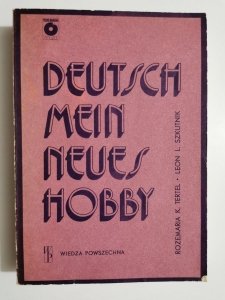 DEUTSCH
MEIN
NEUES
HOBBY
ROZEMARIA K. TERTEL • LEON L. SZKUTNIK
WIEDZA POWSZECHNA